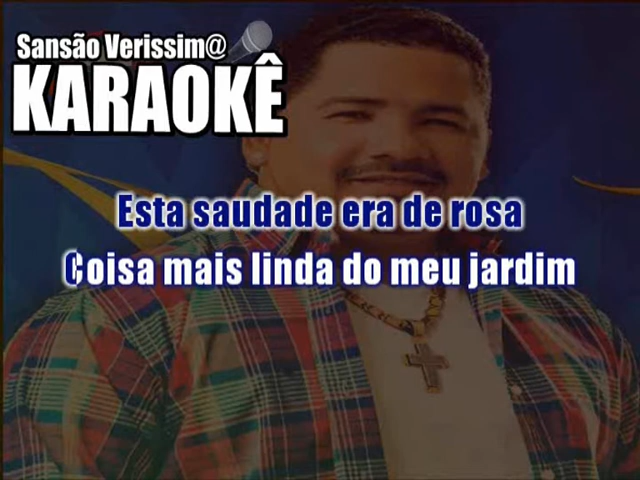 Sansão Verissim@
KARAOKÊ
Esta saudade era de rosa
Coisa mais linda do meu jardim